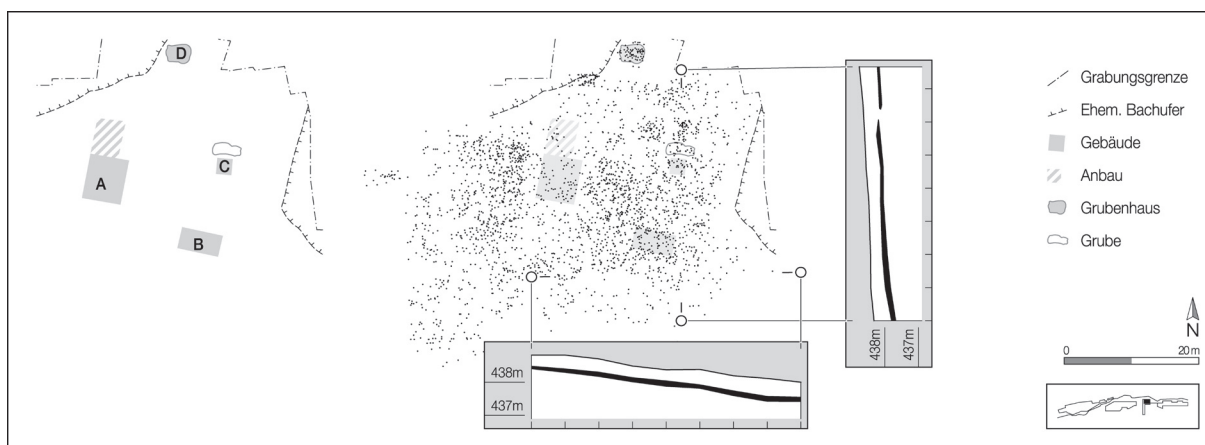 D
A
C
B
438m
437m
438m
437m
Grabungsgrenze
Ehem. Bachufer
Gebäude
Anbau
Grubenhaus
Grube
N
0 20 m